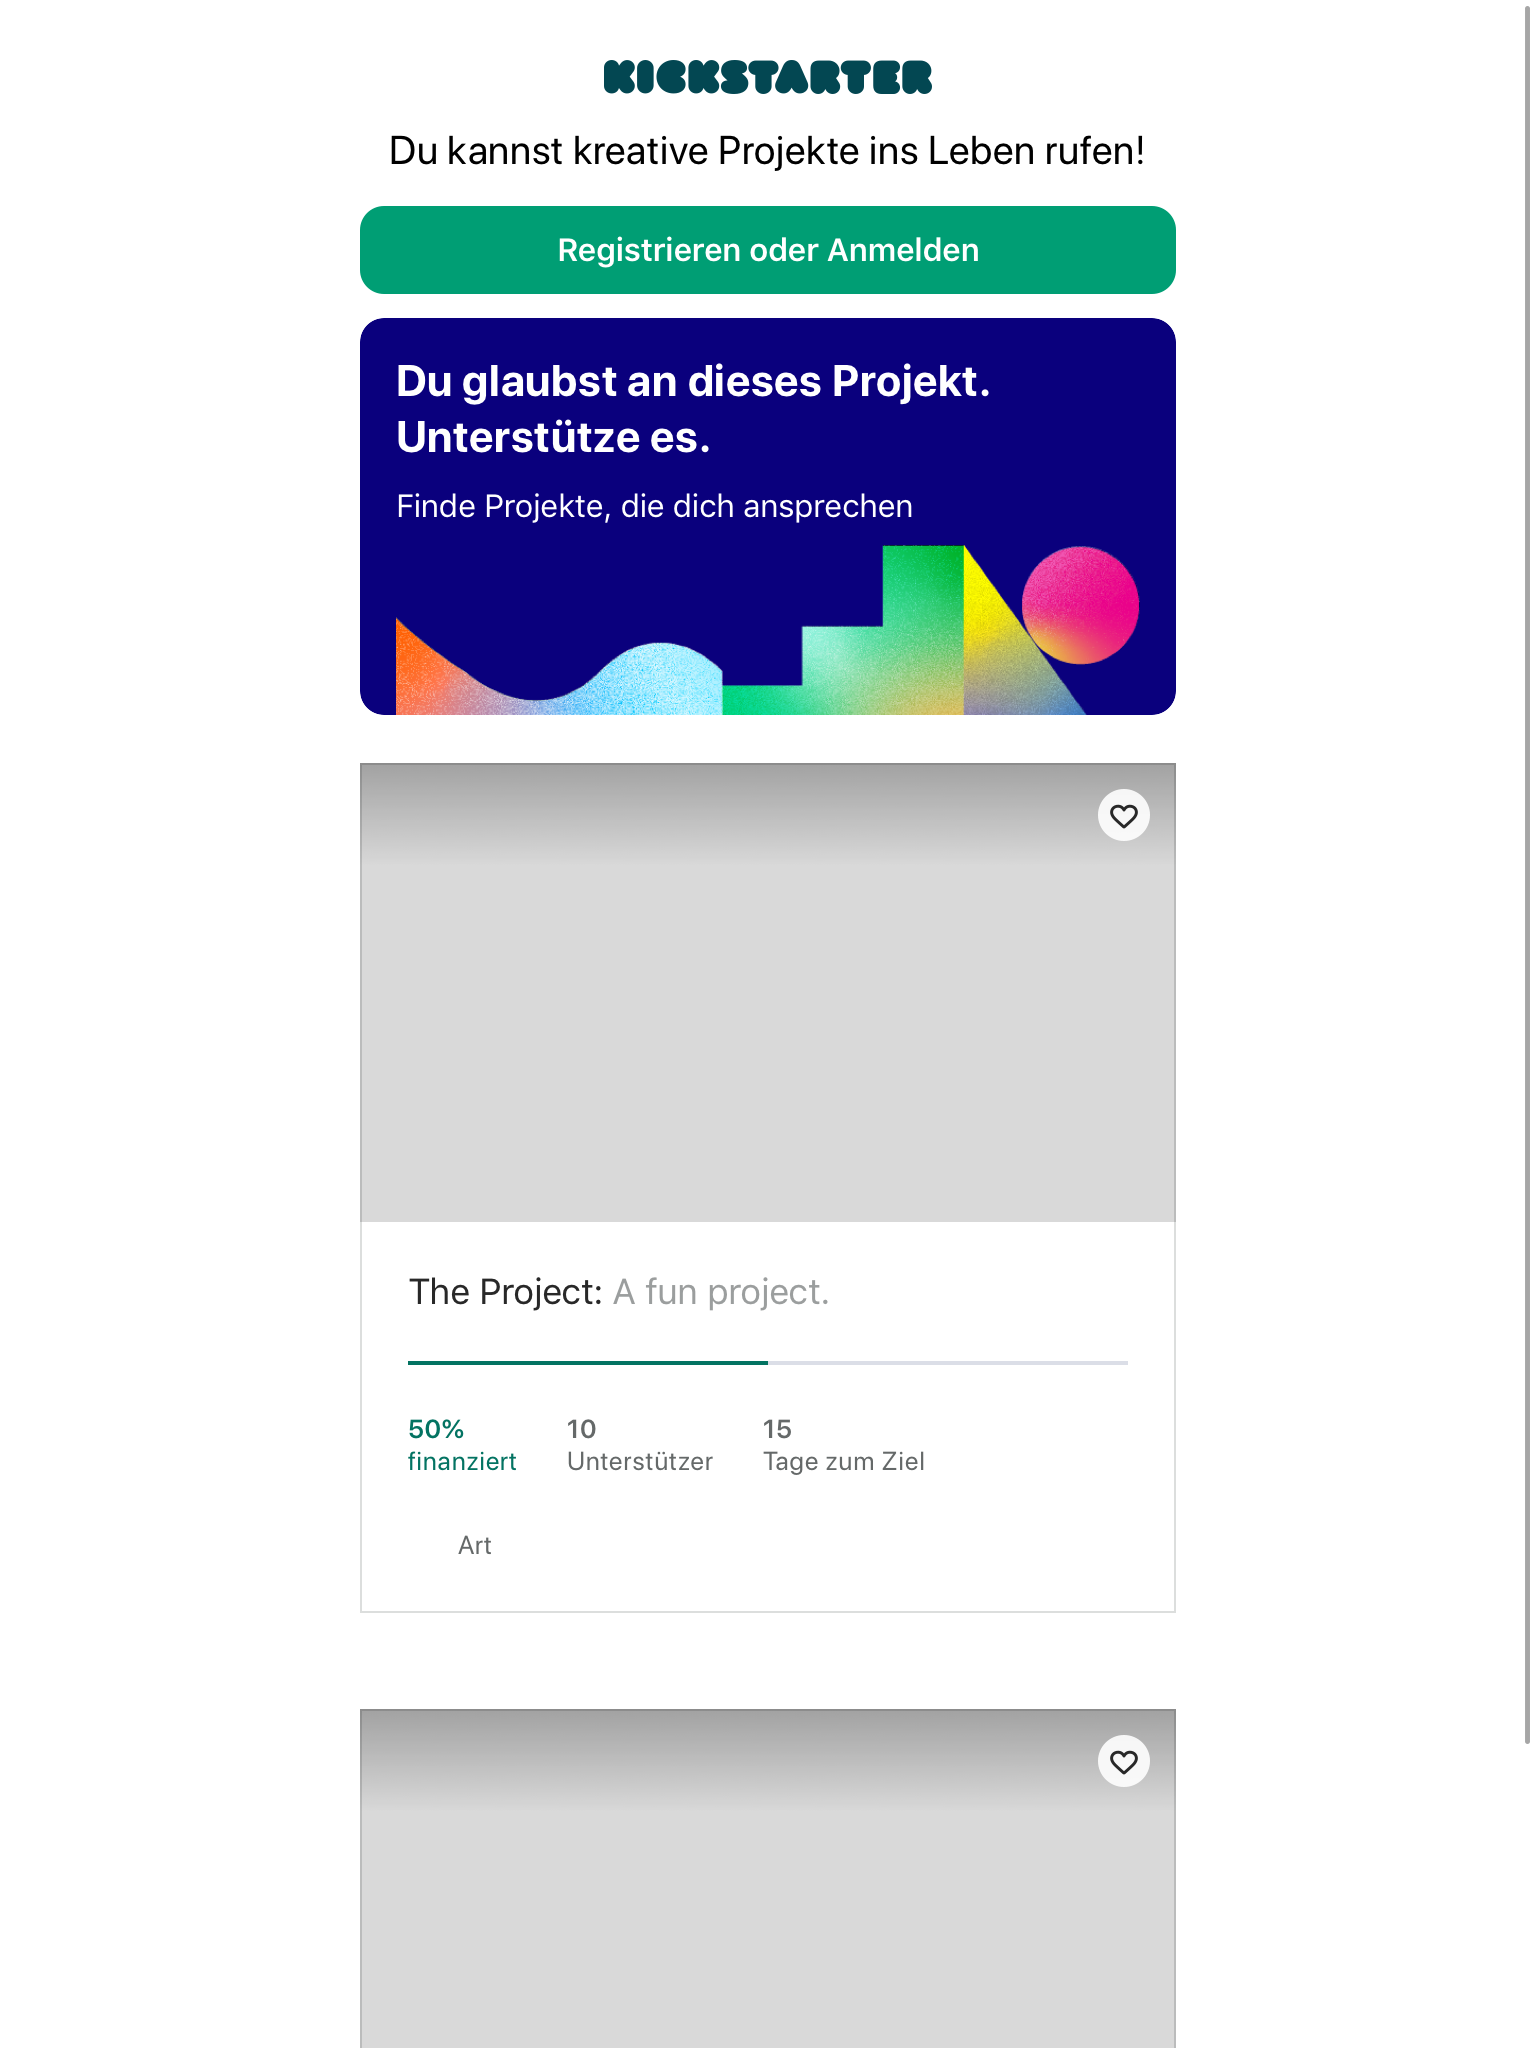 KICKSTARTER
Du kannst kreative Projekte ins Leben rufen!
Registrieren oder Anmelden
Du glaubst an dieses Projekt.
Unterstütze es.
Finde Projekte, die dich ansprechen
The Project: A fun project.
50% 10 15
finanziert Unterstützer Tage zum Ziel
Art